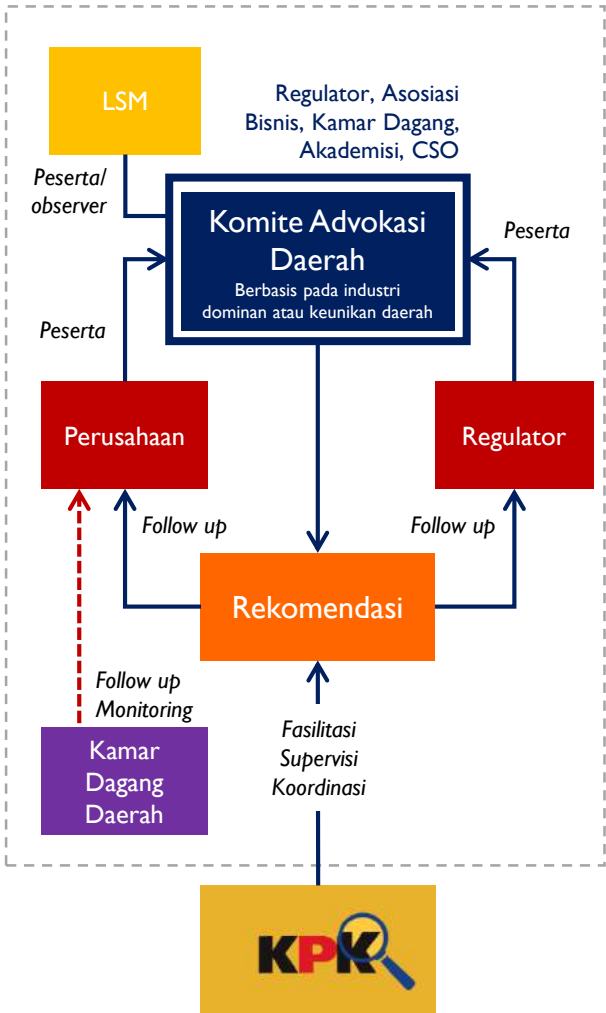 LSM
Regulator, Asosiasi
Bisnis, Kamar Dagang,
Akademisi, CSO
Peserta/
observer
Komite Advokasi
Daerah
Berbasis pada industri
dominan atau keunikan daerah
Peserta
Peserta
Perusahaan
Regulator
Follow up
Follow up
Rekomendasi
Follow up
Monitoring
Kamar
Dagang
Daerah
Fasilitasi
Supervisi
Koordinasi
KPK